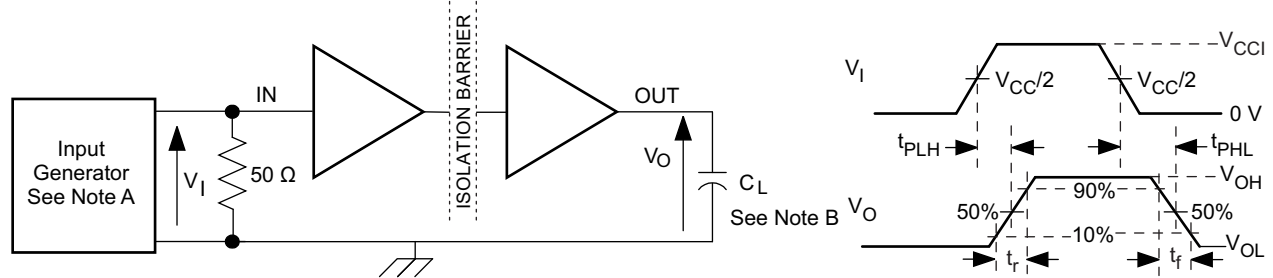 Input
Generator
See Note A
V_I
IN
50 Ω
ISOLATION BARRIER
OUT
V_O
C_L
See Note B
V_I
V_CCI
V_CC/2
V_CC/2
0 V
t_PLH
t_PHL
V_O
V_OH
90%
50%
50%
10%
V_OL
t_r
t_f